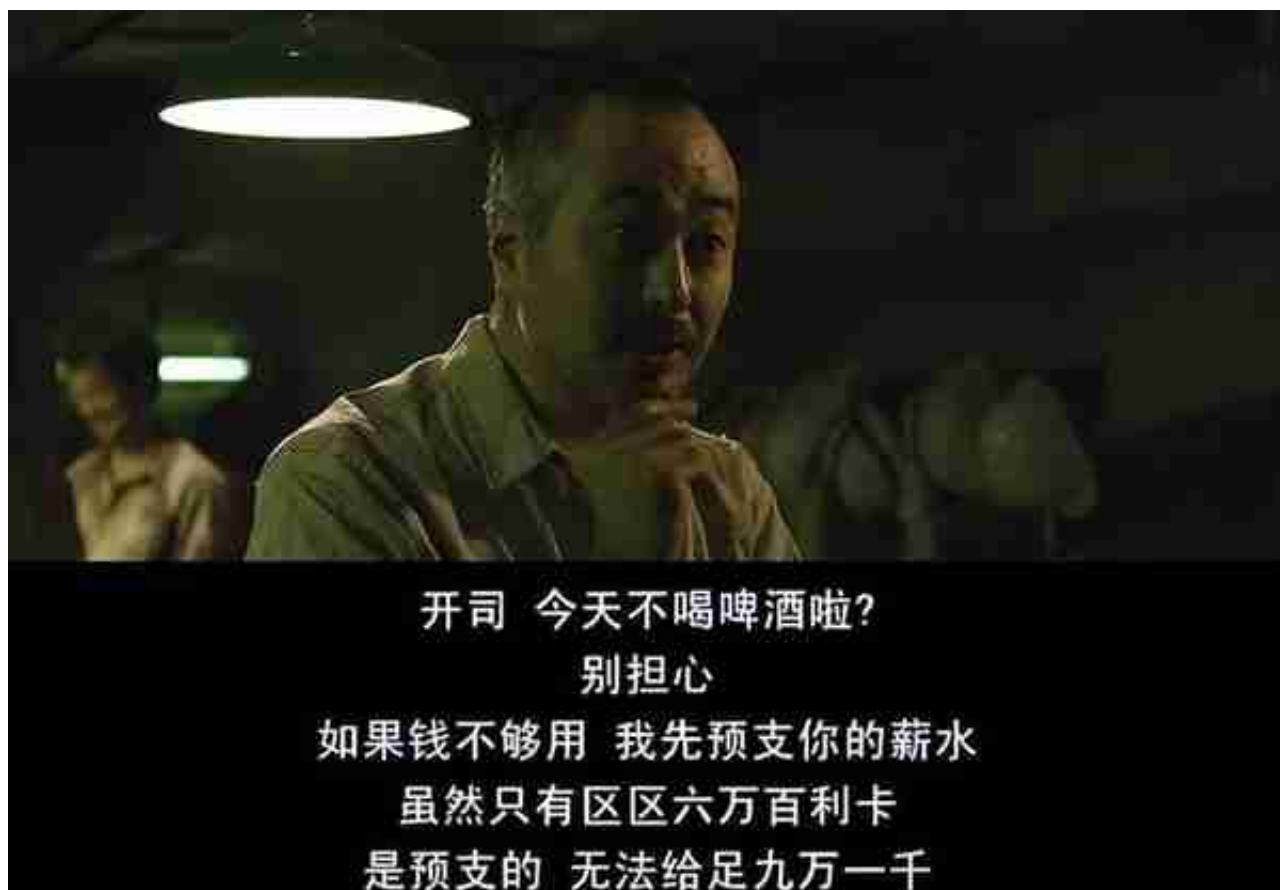 开司 今天不喝啤酒啦?
别担心
如果钱不够用 我先预支你的薪水
虽然只有区区六万百利卡
是预支的 无法给足九万一千